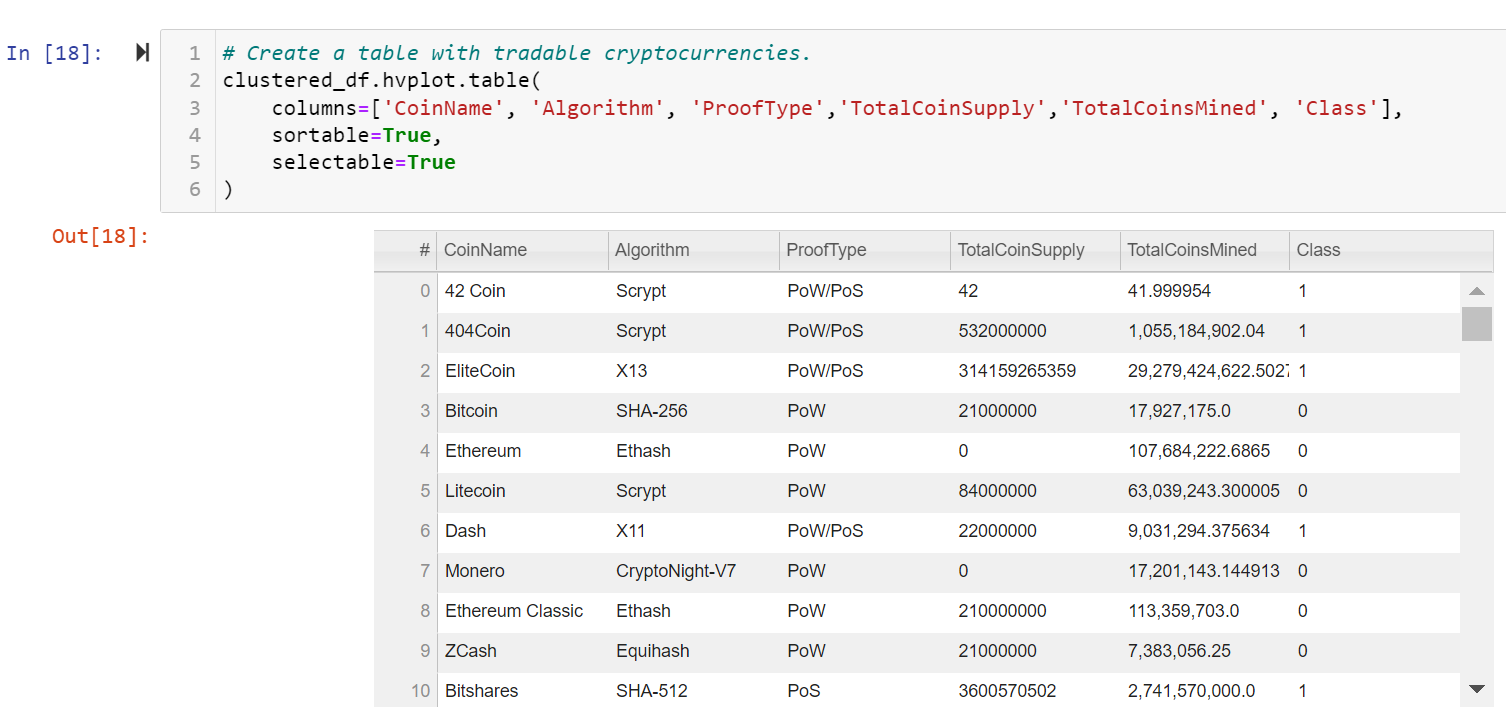 In [18]:
1 # Create a table with tradable cryptocurrencies.
2 clustered_df.hvplot.table(
3     columns=['CoinName', 'Algorithm', 'ProofType','TotalCoinSupply','TotalCoinsMined', 'Class'],
4     sortable=True,
5     selectable=True
6 )
Out[18]:
# CoinName Algorithm ProofType TotalCoinSupply TotalCoinsMined Class
0 42 Coin Scrypt PoW/PoS 42 41.999954 1
1 404Coin Scrypt PoW/PoS 532000000 1,055,184,902.04 1
2 EliteCoin X13 PoW/PoS 314159265359 29,279,424,622.5027 1
3 Bitcoin SHA-256 PoW 21000000 17,927,175.0 0
4 Ethereum Ethash PoW 0 107,684,222.6865 0
5 Litecoin Scrypt PoW 84000000 63,039,243.300005 0
6 Dash X11 PoW/PoS 22000000 9,031,294.375634 1
7 Monero CryptoNight-V7 PoW 0 17,201,143.144913 0
8 Ethereum Classic Ethash PoW 210000000 113,359,703.0 0
9 ZCash Equihash PoW 21000000 7,383,056.25 0
10 Bitshares SHA-512 PoS 3600570502 2,741,570,000.0 1